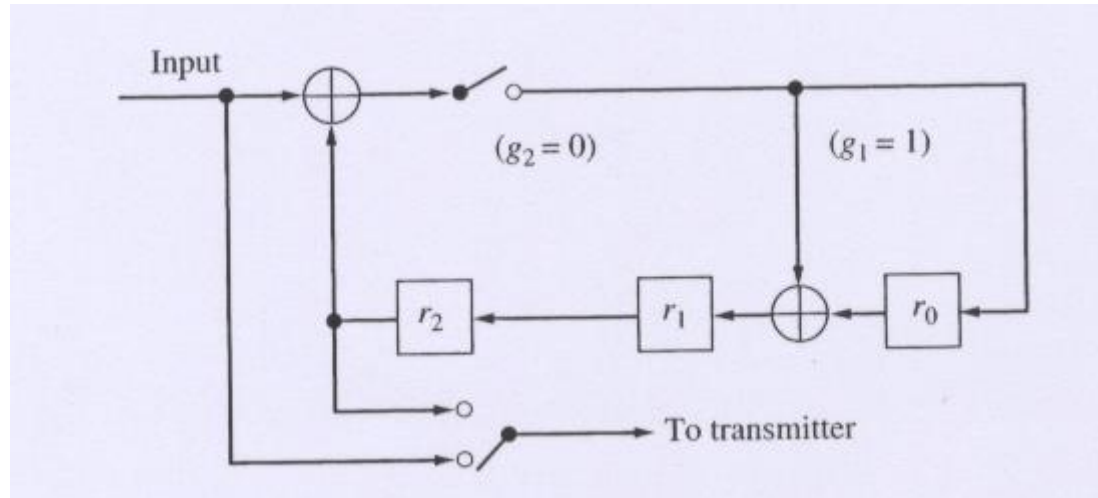 Input
(g₂ = 0)
(g₁ = 1)
r₂
r₁
r₀
To transmitter